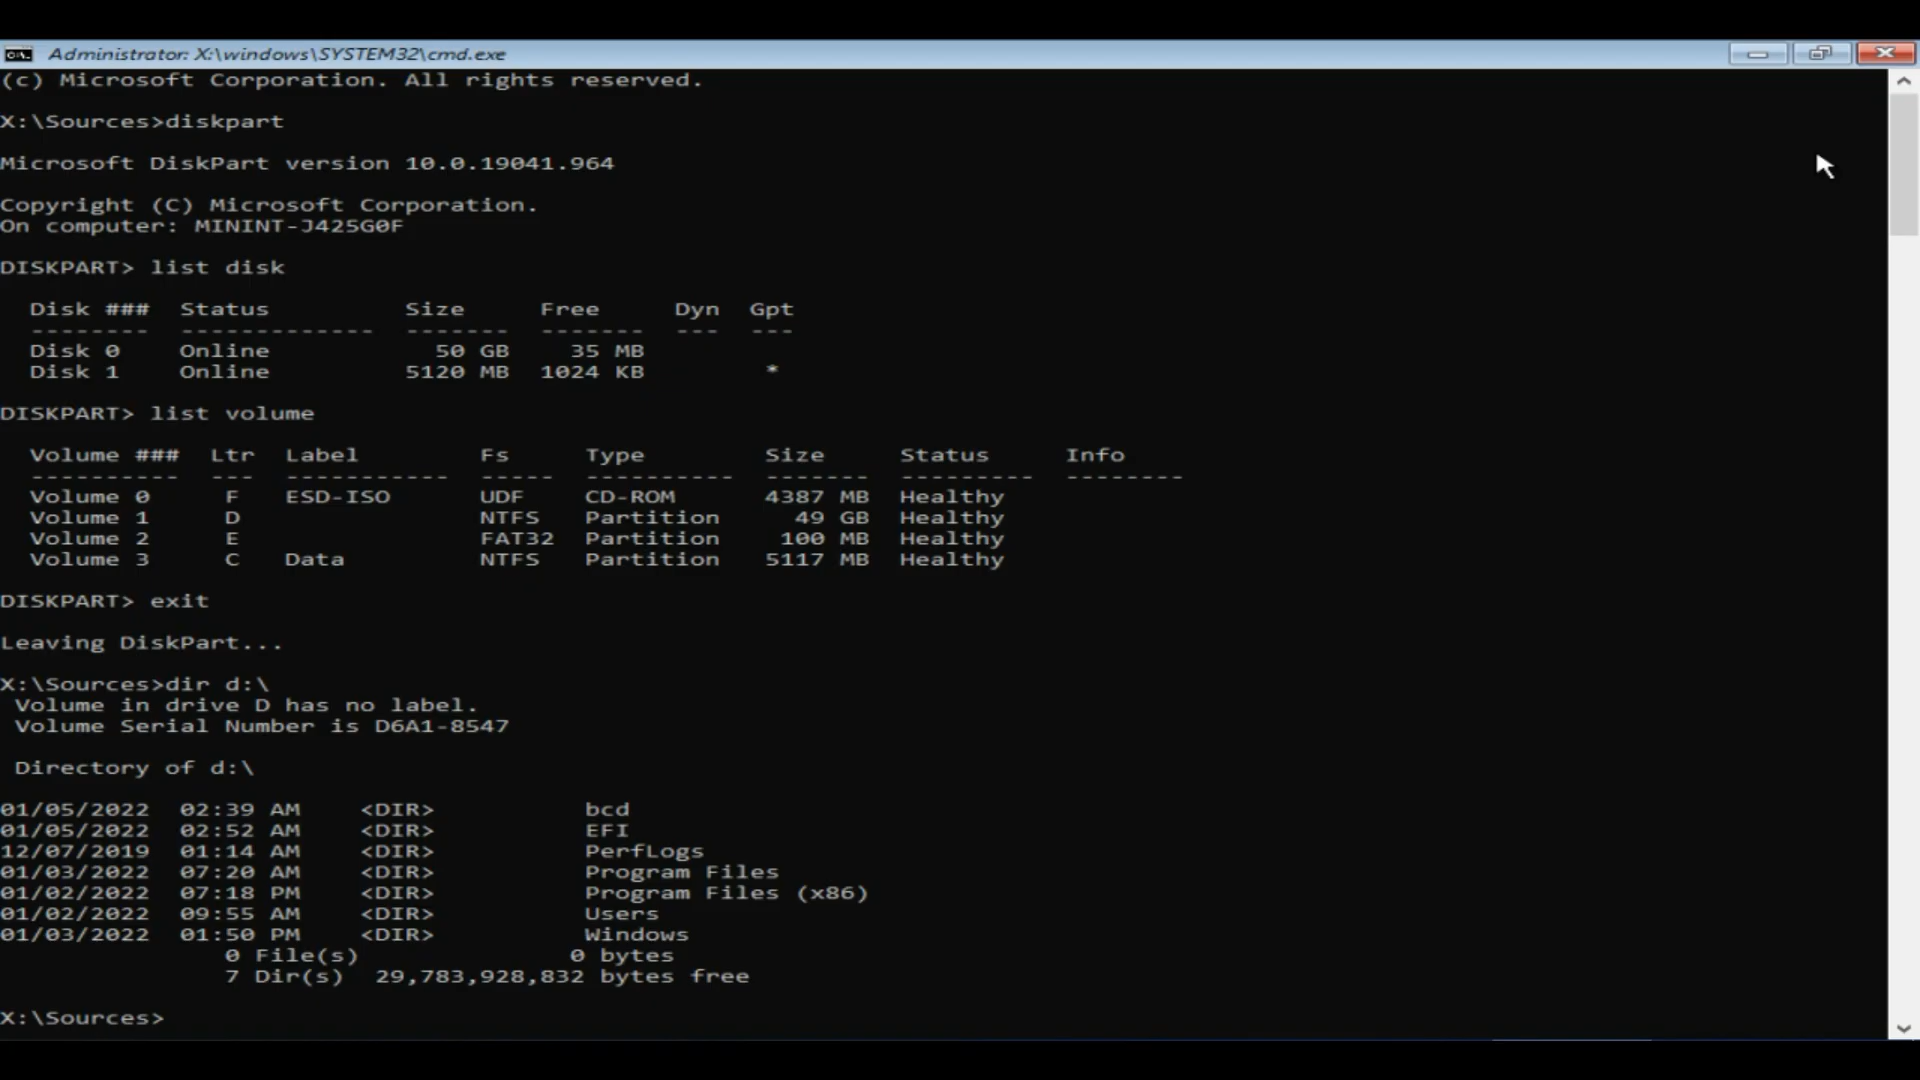 Administrator: X:\windows\SYSTEM32\cmd.exe
(c) Microsoft Corporation. All rights reserved.
X:\Sources>diskpart
Microsoft DiskPart version 10.0.19041.964
Copyright (C) Microsoft Corporation.
On computer: MININT-J425G0F
DISKPART> list disk
Disk ### Status Size Free Dyn Gpt
-------- ------------- ------- ------- --- ---
Disk 0 Online 50 GB 35 MB
Disk 1 Online 5120 MB 1024 KB *
DISKPART> list volume
Volume ### Ltr Label Fs Type Size Status Info
---------- --- ----------- ----- ---------- ------- --------- --------
Volume 0 F ESD-ISO UDF CD-ROM 4387 MB Healthy
Volume 1 D NTFS Partition 49 GB Healthy
Volume 2 E FAT32 Partition 100 MB Healthy
Volume 3 C Data NTFS Partition 5117 MB Healthy
DISKPART> exit
Leaving DiskPart...
X:\Sources>dir d:\
Volume in drive D has no label.
Volume Serial Number is D6A1-8547
Directory of d:\
01/05/2022 02:39 AM <DIR> bcd
01/05/2022 02:52 AM <DIR> EFI
12/07/2019 01:14 AM <DIR> PerfLogs
01/03/2022 07:20 AM <DIR> Program Files
01/02/2022 07:18 PM <DIR> Program Files (x86)
01/02/2022 09:55 AM <DIR> Users
01/03/2022 01:50 PM <DIR> Windows
0 File(s) 0 bytes
7 Dir(s) 29,783,928,832 bytes free
X:\Sources>